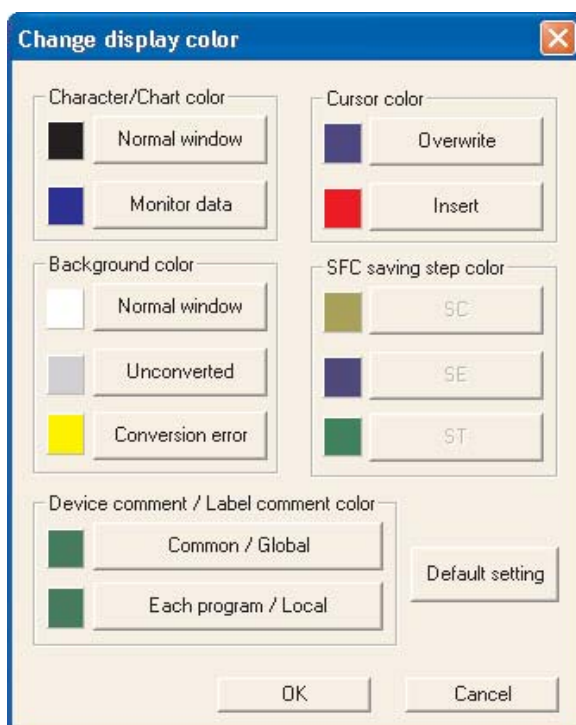 Change display color
Character/Chart color
Normal window
Monitor data
Cursor color
Overwrite
Insert
Background color
Normal window
Unconverted
Conversion error
SFC saving step color
SC
SE
ST
Device comment / Label comment color
Common / Global
Each program / Local
Default setting
OK
Cancel